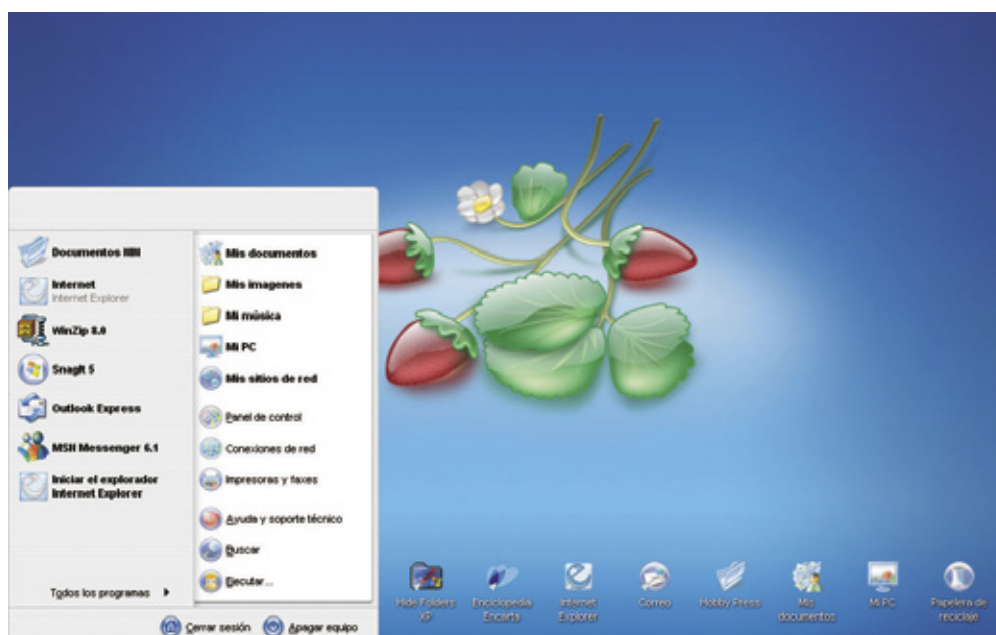 Documentos NIN
Internet
Internet Explorer
WinZip 8.0
SnagIt 5
Outlook Express
MSN Messenger 6.1
Iniciar el explorador
Internet Explorer
Todos los programas
Mis documentos
Mis imagenes
Mi música
Mi PC
Mis sitios de red
Panel de control
Conexiones de red
Impresoras y faxes
Ayuda y soporte técnico
Buscar
Ejecutar...
Cerrar sesión
Apagar equipo
Hide Folders
XP
Enciclopedia
Encarta
Internet
Explorer
Correo
Hobby Press
Mis
documentos
Mi PC
Papelera de
reciclaje